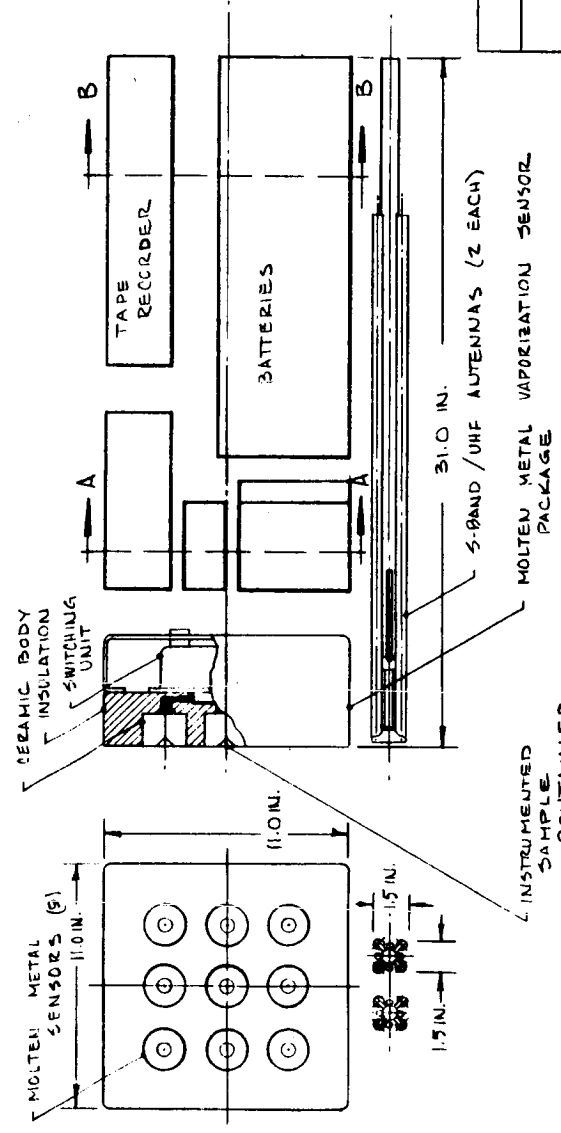 MOLTEN METAL
SENSORS
11.0 IN.
11.0 IN.
1.5 IN.
1.5 IN.
CERAMIC BODY
INSULATION
SWITCHING
UNIT
A
A
B
B
TAPE
RECORDER
BATTERIES
31.0 IN.
S-BAND/UHF ANTENNAS (2 EACH)
MOLTEN METAL VAPORIZATION SENSOR
PACKAGE
INSTRUMENTED
SAMPLE
CONTAINER